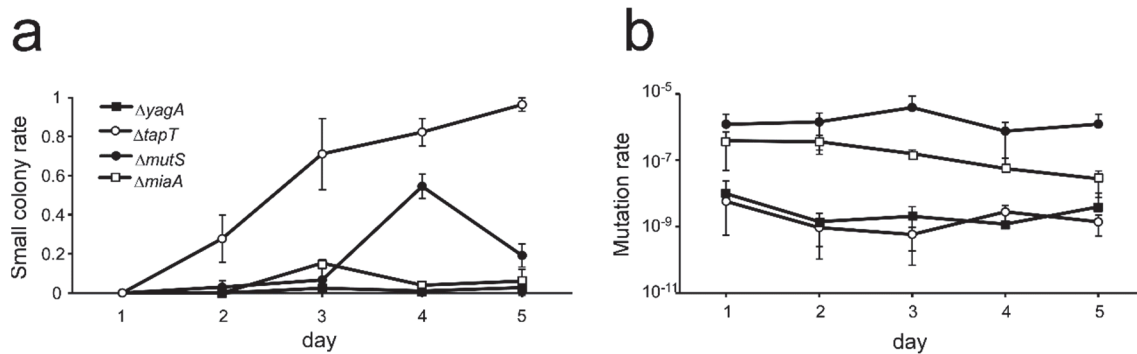 a
Small colony rate
1
0.8
0.6
0.4
0.2
0
ΔyagA
ΔtapT
ΔmutS
ΔmiaA
1 2 3 4 5
day
b
Mutation rate
10⁻⁵
10⁻⁷
10⁻⁹
10⁻¹¹
1 2 3 4 5
day